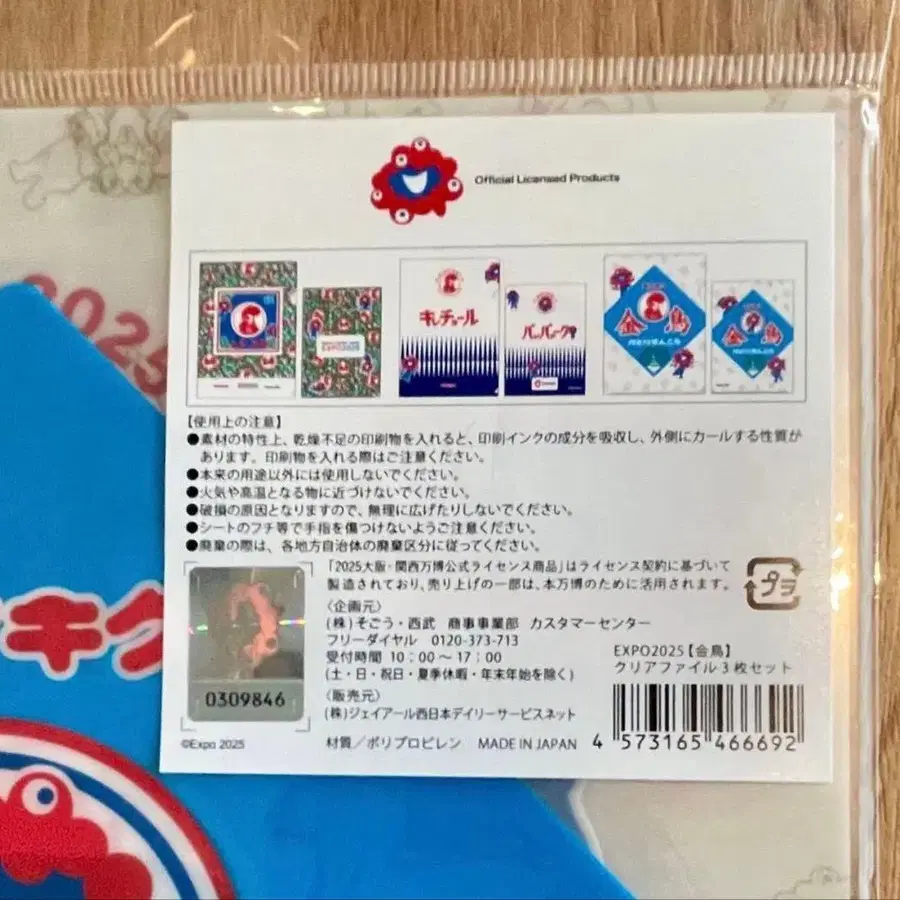 Official Licensed Products
キレチョール
金鳥
金鳥
2025
【使用上の注意】
●素材の特性上、乾燥不足の印刷物を入れると、印刷インクの成分を吸収し、外側にカールする性質が
あります。印刷物を入れる際はご注意ください。
●本来の用途以外には使用しないでください。
●火気や高温となる物に近づけないでください。
●破損の原因となりますので、無理に広げたりしないでください。
●シートのフチ等で手指を傷つけないようご注意ください。
●廃棄の際は、各地方自治体の廃棄区分に従ってください。
「2025大阪・関西万博公式ライセンス商品」はライセンス契約に基づいて
製造されており、売り上げの一部は、本万博のために活用されます。
プラ
〈企画元〉
(株)そごう・西武 商事事業部 カスタマーセンター
フリーダイヤル 0120-373-713
受付時間 10:00～17:00
(土・日・祝日・夏季休暇・年末年始を除く)
〈販売元〉
(株)ジェイアール西日本デイリーサービスネット
材質/ポリプロピレン MADE IN JAPAN
0309846
©Expo 2025
EXPO2025【金鳥】
クリアファイル3枚セット
4 573165 466692
キク